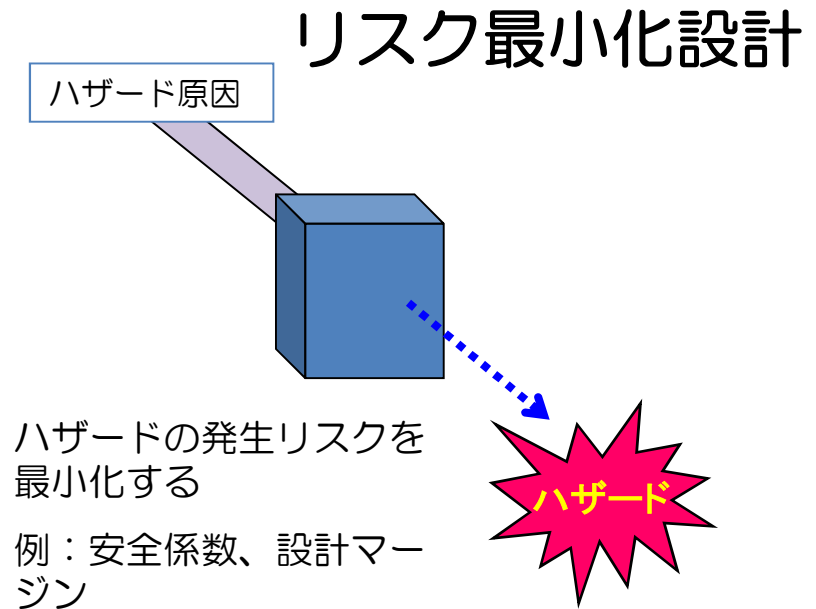 リスク最小化設計
ハザード原因
ハザードの発生リスクを
最小化する
例：安全係数、設計マー
ジン
ハザード